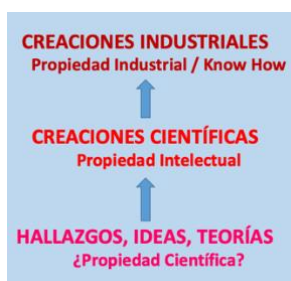 CREACIONES INDUSTRIALES
Propiedad Industrial / Know How
CREACIONES CIENTÍFICAS
Propiedad Intelectual
HALLAZGOS, IDEAS, TEORÍAS
¿Propiedad Científica?